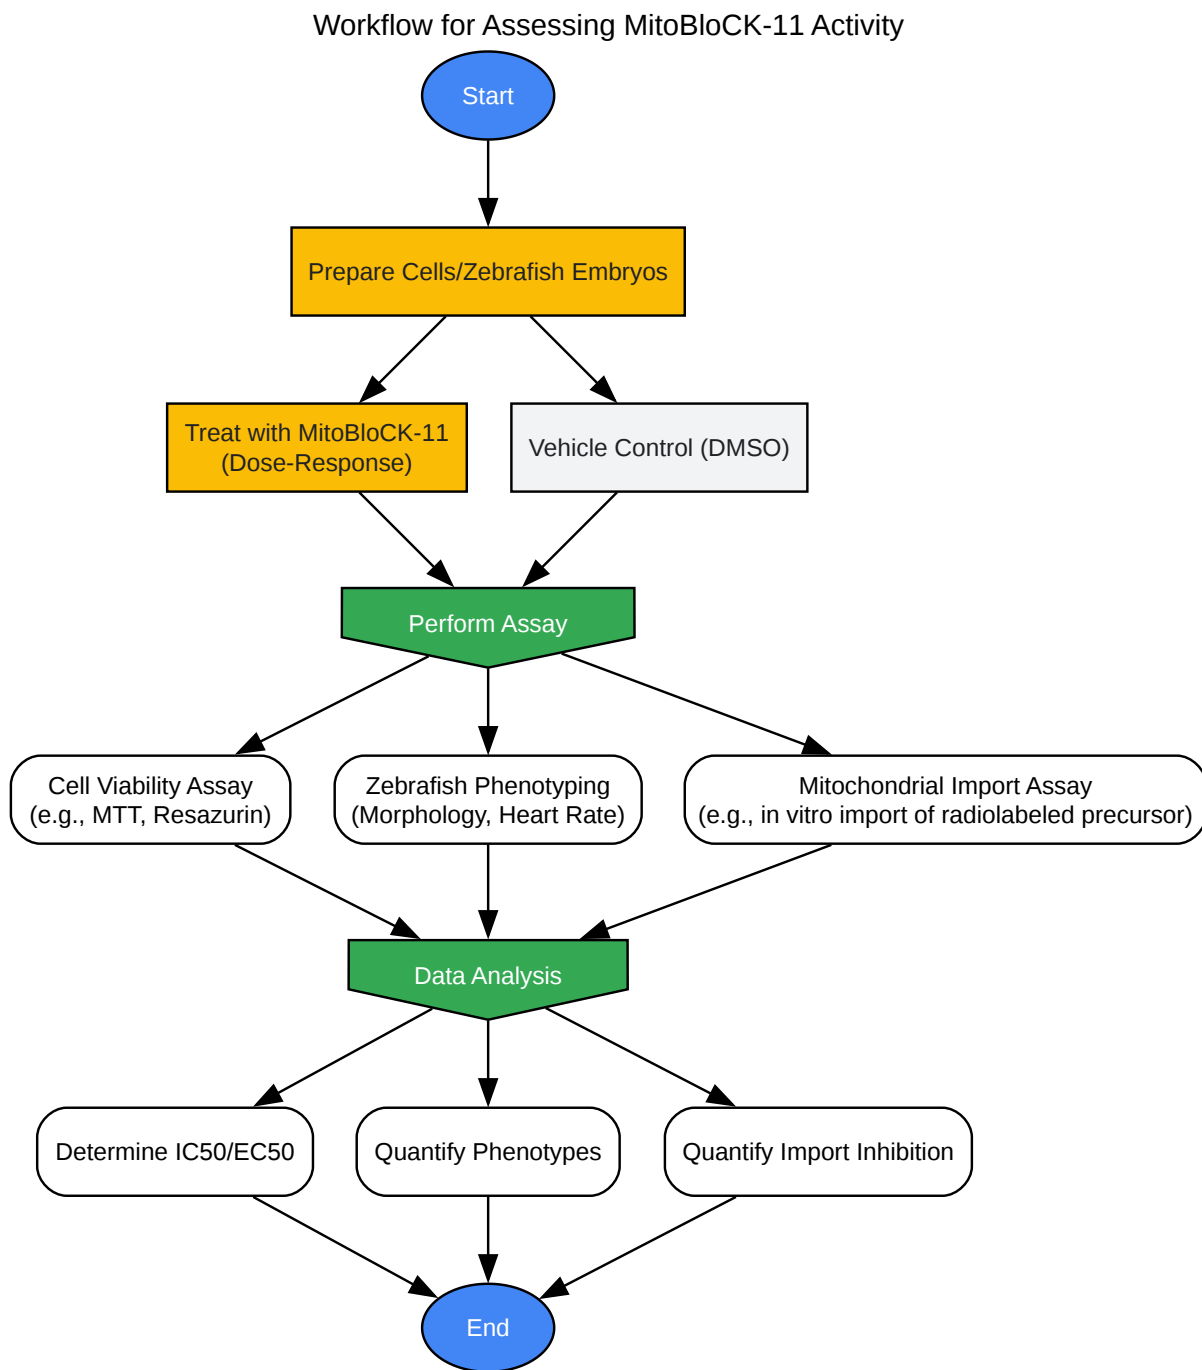 Workflow for Assessing MitoBloCK-11 Activity
Start
Prepare Cells/Zebrafish Embryos
Treat with MitoBloCK-11
(Dose-Response)
Vehicle Control (DMSO)
Perform Assay
Cell Viability Assay
(e.g., MTT, Resazurin)
Zebrafish Phenotyping
(Morphology, Heart Rate)
Mitochondrial Import Assay
(e.g., in vitro import of radiolabeled precursor)
Data Analysis
Determine IC50/EC50
Quantify Phenotypes
Quantify Import Inhibition
End